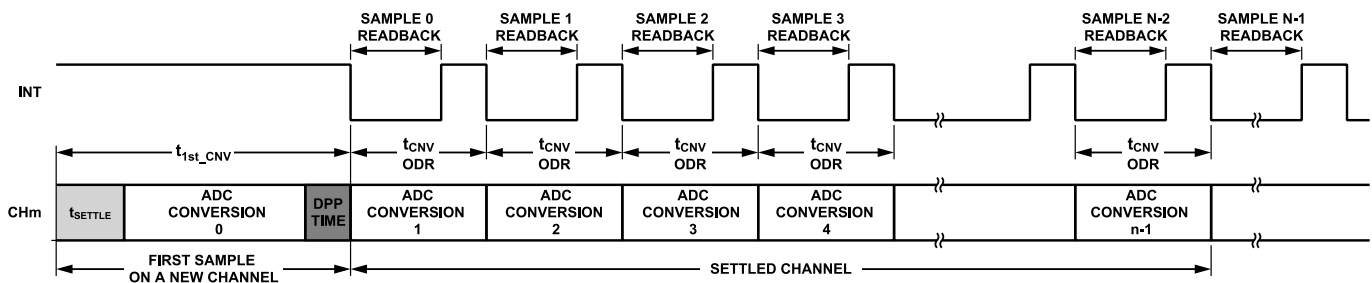 SAMPLE 0
READBACK
SAMPLE 1
READBACK
SAMPLE 2
READBACK
SAMPLE 3
READBACK
SAMPLE N-2
READBACK
SAMPLE N-1
READBACK
INT
t1st_CNV
tCNV
ODR
tCNV
ODR
tCNV
ODR
tCNV
ODR
tCNV
ODR
CHm
tSETTLE
ADC
CONVERSION
0
DPP
TIME
ADC
CONVERSION
1
ADC
CONVERSION
2
ADC
CONVERSION
3
ADC
CONVERSION
4
ADC
CONVERSION
n-1
FIRST SAMPLE
ON A NEW CHANNEL
SETTLED CHANNEL